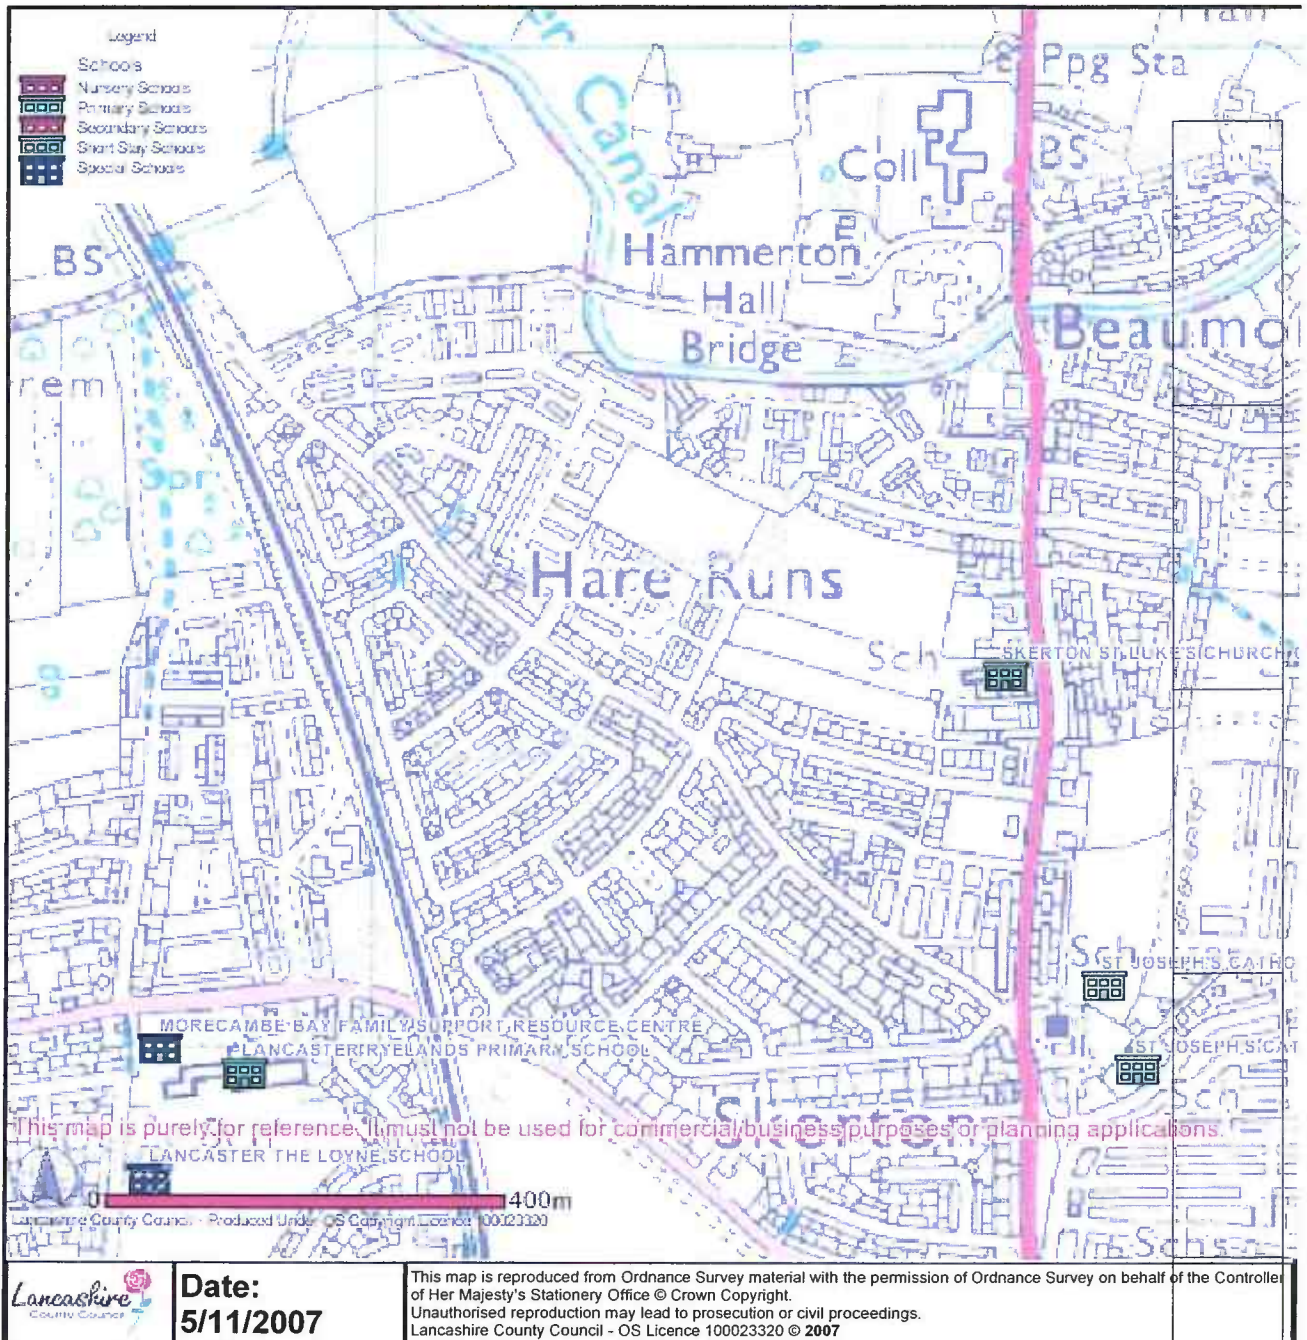 Legend
Schools
Nursery Schools
Primary Schools
Secondary Schools
Short Stay Schools
Special Schools
Canal
Ppg Sta
Coll
BS
BS
Hammerton
Hall
Bridge
Beaumo
rem
Spr
Hare Runs
Sch
SKERTON ST LUKE'S CHURCH
Sch
ST JOSEPH'S CATHO
MORECAMBE BAY FAMILY SUPPORT RESOURCE CENTRE
LANCASTER RYELANDS PRIMARY SCHOOL
ST JOSEPH'S CAT
Sch
Skerton
This map is purely for reference. It must not be used for commercial/business purposes or planning applications.
LANCASTER THE LOYNE SCHOOL
0 400m
Lancashire County Council - Produced Under OS Copyright Licence 100023320
Schs
Lancashire
County Council
Date:
5/11/2007
This map is reproduced from Ordnance Survey material with the permission of Ordnance Survey on behalf of the Controller
of Her Majesty's Stationery Office © Crown Copyright.
Unauthorised reproduction may lead to prosecution or civil proceedings.
Lancashire County Council - OS Licence 100023320 © 2007